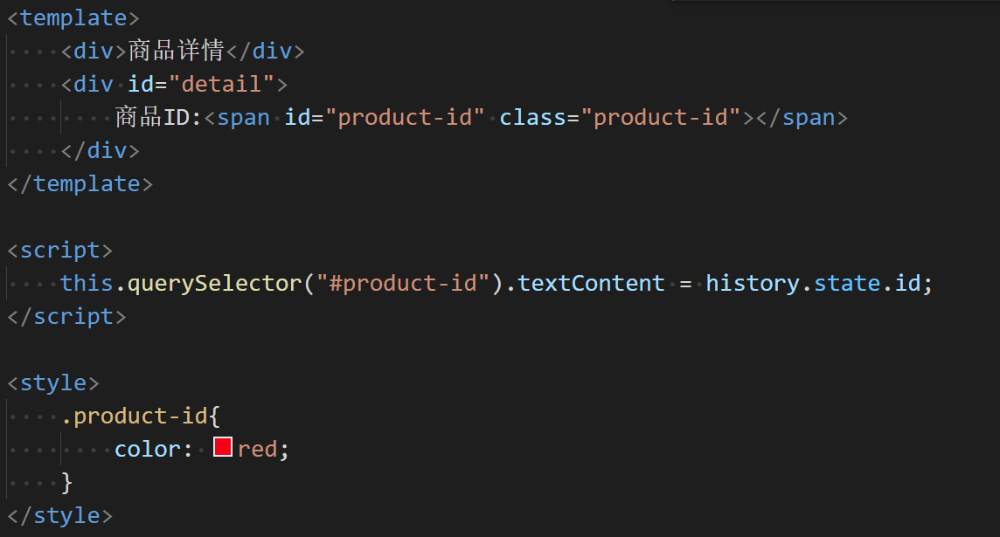 <template>
    <div>商品详情</div>
    <div id="detail">
        商品ID:<span id="product-id" class="product-id"></span>
    </div>
</template>

<script>
    this.querySelector("#product-id").textContent = history.state.id;
</script>

<style>
    .product-id{
        color: red;
    }
</style>